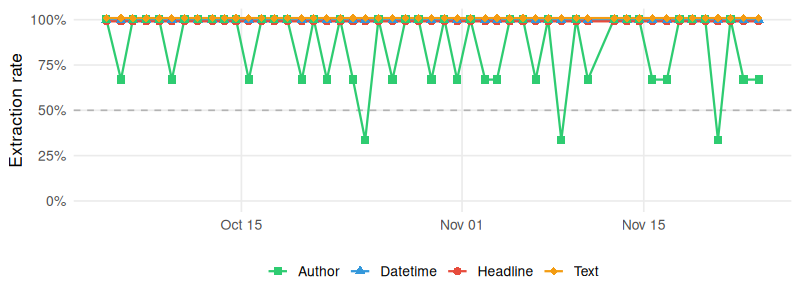 Extraction rate
100%
75%
50%
25%
0%
Oct 15 Nov 01 Nov 15
Author Datetime Headline Text